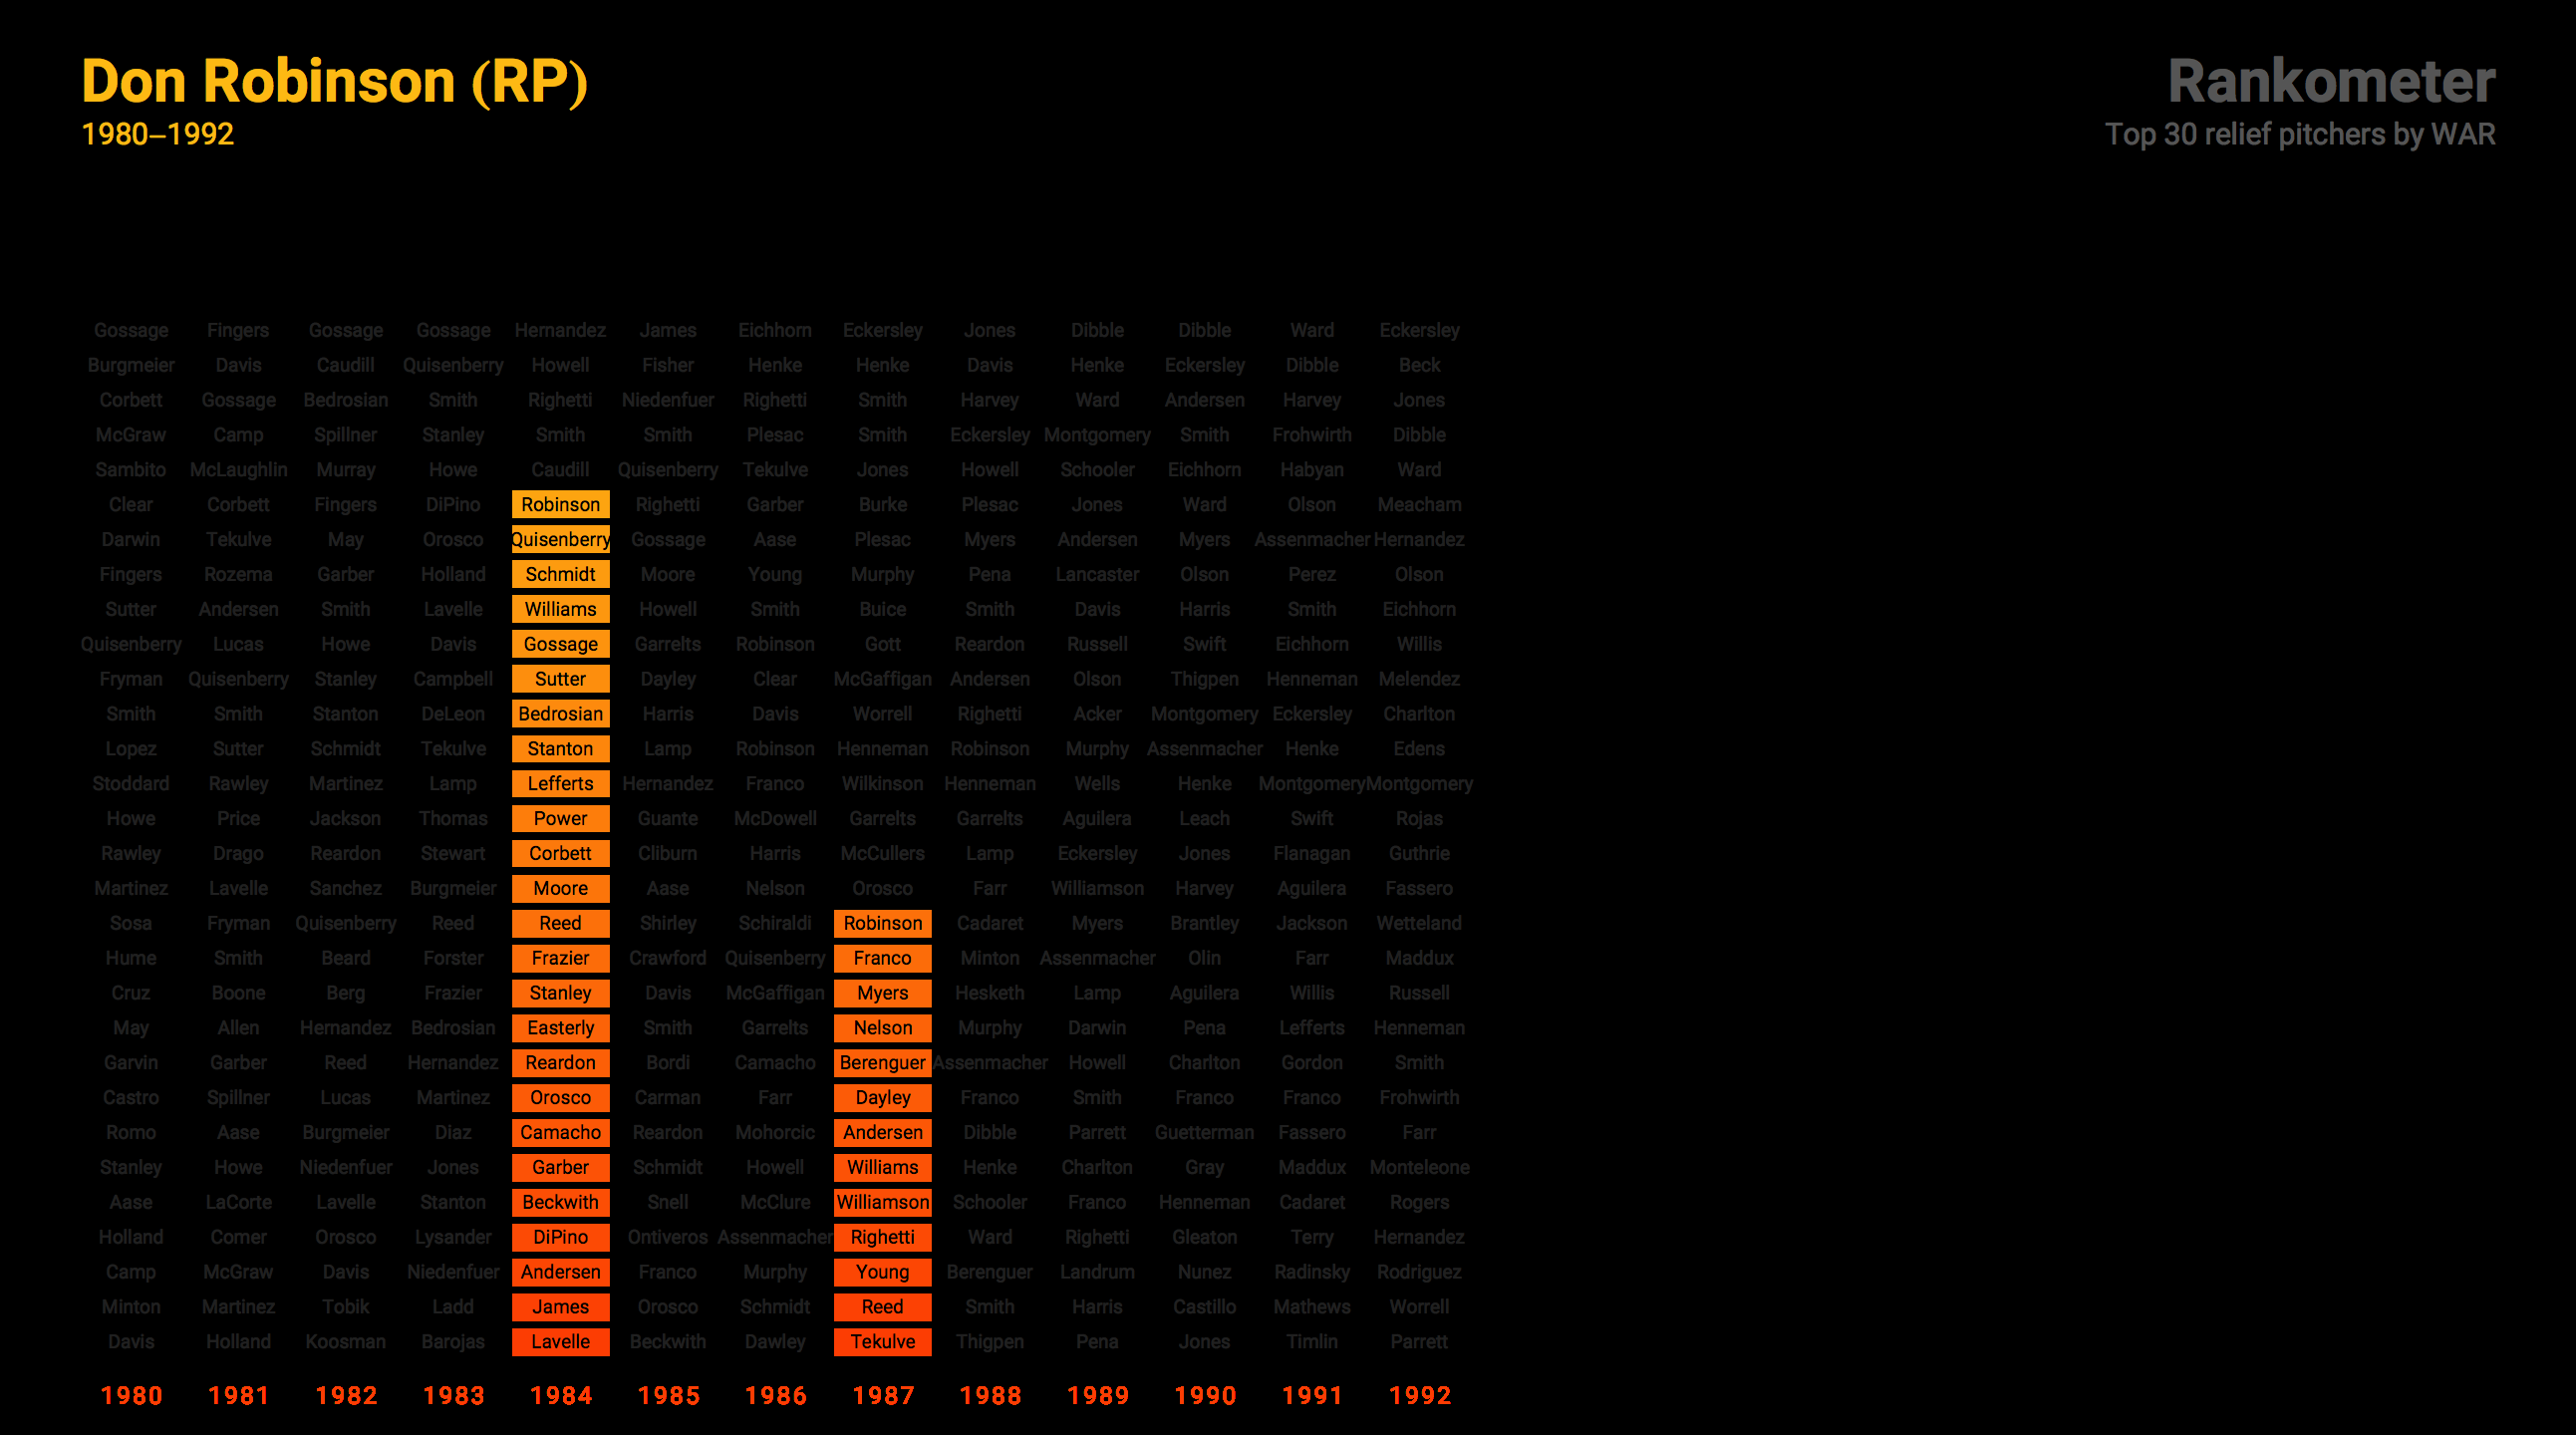 Don Robinson (RP)
1980–1992
Rankometer
Top 30 relief pitchers by WAR
Gossage Fingers Gossage Gossage Hernandez James Eichhorn Eckersley Jones Dibble Dibble Ward Eckersley
Burgmeier Davis Caudill Quisenberry Howell Fisher Henke Henke Davis Henke Eckersley Dibble Beck
Corbett Gossage Bedrosian Smith Righetti Niedenfuer Righetti Smith Harvey Ward Andersen Harvey Jones
McGraw Camp Spillner Stanley Smith Smith Plesac Smith Eckersley Montgomery Smith Frohwirth Dibble
Sambito McLaughlin Murray Howe Caudill Quisenberry Tekulve Jones Howell Schooler Eichhorn Habyan Ward
Clear Corbett Fingers DiPino Robinson Righetti Garber Burke Plesac Jones Ward Olson Meacham
Darwin Tekulve May Orosco Quisenberry Gossage Aase Plesac Myers Andersen Myers Assenmacher Hernandez
Fingers Rozema Garber Holland Schmidt Moore Young Murphy Pena Lancaster Olson Perez Olson
Sutter Andersen Smith Lavelle Williams Howell Smith Buice Smith Davis Harris Smith Eichhorn
Quisenberry Lucas Howe Davis Gossage Garrelts Robinson Gott Reardon Russell Swift Eichhorn Willis
Fryman Quisenberry Stanley Campbell Sutter Dayley Clear McGaffigan Andersen Olson Thigpen Henneman Melendez
Smith Smith Stanton DeLeon Bedrosian Harris Davis Worrell Righetti Acker Montgomery Eckersley Charlton
Lopez Sutter Schmidt Tekulve Stanton Lamp Robinson Henneman Robinson Murphy Assenmacher Henke Edens
Stoddard Rawley Martinez Lamp Lefferts Hernandez Franco Wilkinson Henneman Wells Henke Montgomery Montgomery
Howe Price Jackson Thomas Power Guante McDowell Garrelts Garrelts Aguilera Leach Swift Rojas
Rawley Drago Reardon Stewart Corbett Cliburn Harris McCullers Lamp Eckersley Jones Flanagan Guthrie
Martinez Lavelle Sanchez Burgmeier Moore Aase Nelson Orosco Farr Williamson Harvey Aguilera Fassero
Sosa Fryman Quisenberry Reed Reed Shirley Schiraldi Robinson Cadaret Myers Brantley Jackson Wetteland
Hume Smith Beard Forster Frazier Crawford Quisenberry Franco Minton Assenmacher Olin Farr Maddux
Cruz Boone Berg Frazier Stanley Davis McGaffigan Myers Hesketh Lamp Aguilera Willis Russell
May Allen Hernandez Bedrosian Easterly Smith Garrelts Nelson Murphy Darwin Pena Lefferts Henneman
Garvin Garber Reed Hernandez Reardon Bordi Camacho Berenguer Assenmacher Howell Charlton Gordon Smith
Castro Spillner Lucas Martinez Orosco Carman Farr Dayley Franco Smith Franco Franco Frohwirth
Romo Aase Burgmeier Diaz Camacho Reardon Mohorcic Andersen Dibble Parrett Guetterman Fassero Farr
Stanley Howe Niedenfuer Jones Garber Schmidt Howell Williams Henke Charlton Gray Maddux Monteleone
Aase LaCorte Lavelle Stanton Beckwith Snell McClure Williamson Schooler Franco Henneman Cadaret Rogers
Holland Comer Orosco Lysander DiPino Ontiveros Assenmacher Righetti Ward Righetti Gleaton Terry Hernandez
Camp McGraw Davis Niedenfuer Andersen Franco Murphy Young Berenguer Landrum Nunez Radinsky Rodriguez
Minton Martinez Tobik Ladd James Orosco Schmidt Reed Smith Harris Castillo Mathews Worrell
Davis Holland Koosman Barojas Lavelle Beckwith Dawley Tekulve Thigpen Pena Jones Timlin Parrett
1980 1981 1982 1983 1984 1985 1986 1987 1988 1989 1990 1991 1992